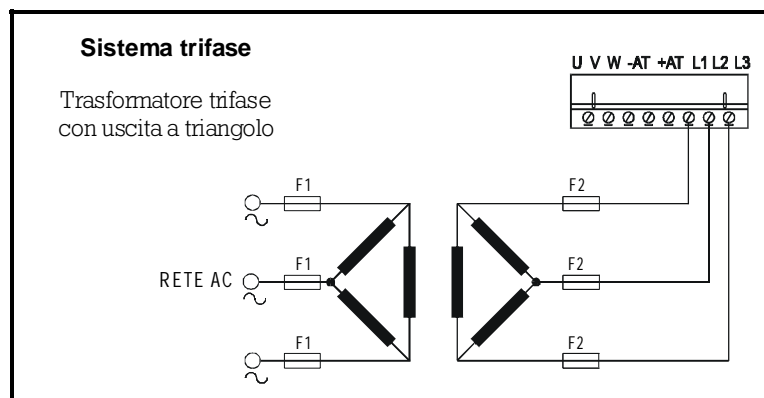 Sistema trifase
Trasformatore trifase
con uscita a triangolo
U V W -AT +AT L1 L2 L3
F1
F2
RETE AC
F1
F2
F1
F2